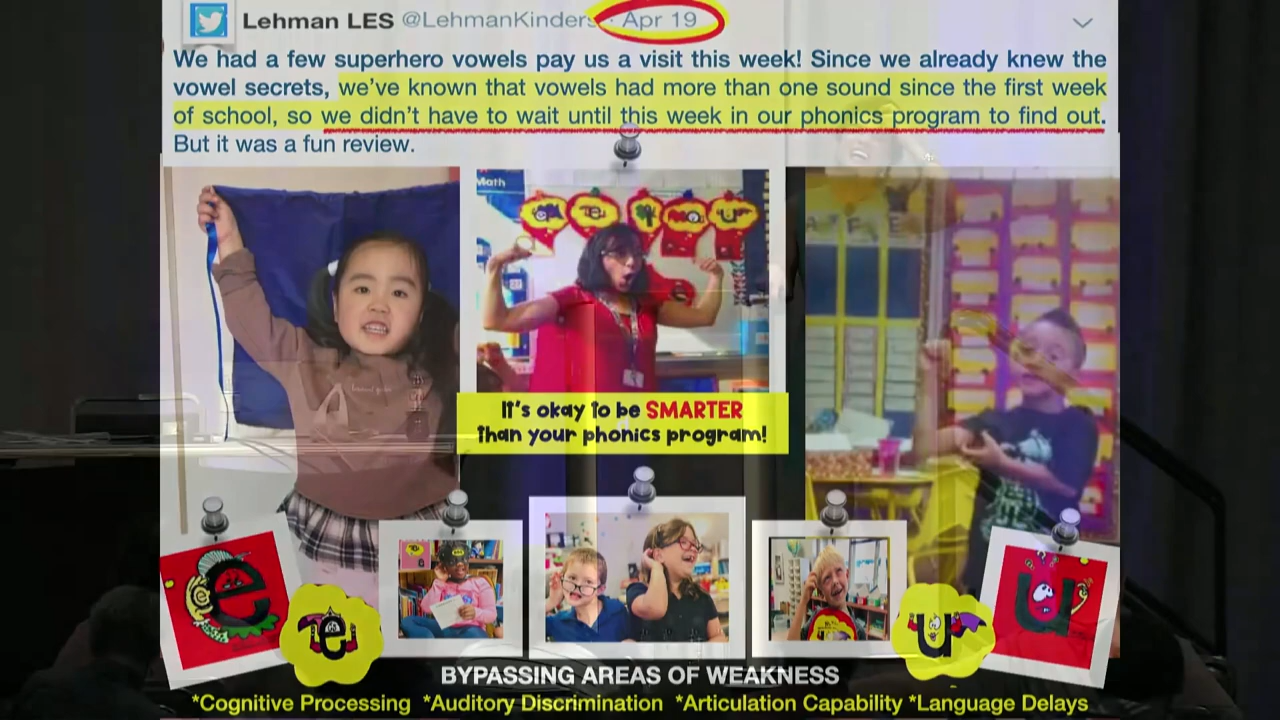 Lehman LES @LehmanKinders · Apr 19
We had a few superhero vowels pay us a visit this week! Since we already knew the
vowel secrets, we've known that vowels had more than one sound since the first week
of school, so we didn't have to wait until this week in our phonics program to find out.
But it was a fun review.
Math
It's okay to be SMARTER
than your phonics program!
e
e
u
u
BYPASSING AREAS OF WEAKNESS
*Cognitive Processing *Auditory Discrimination *Articulation Capability *Language Delays